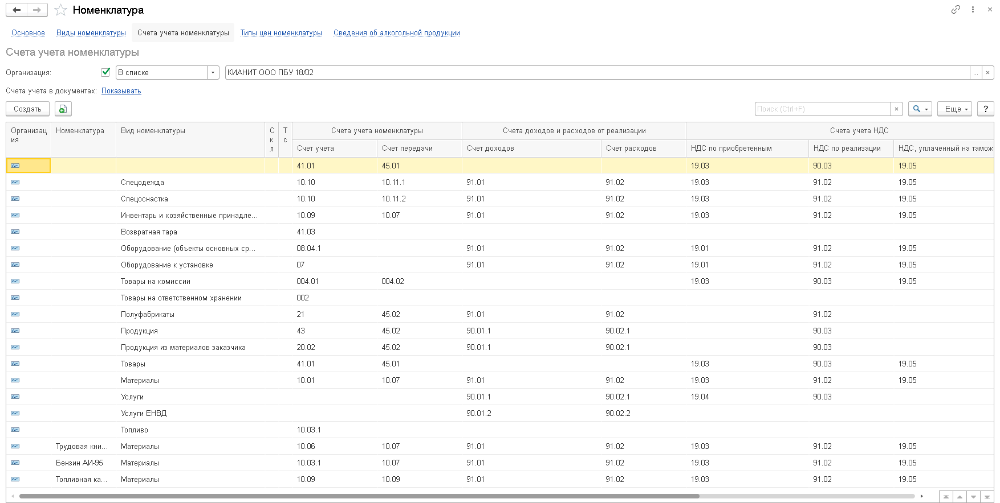 Номенклатура
Основное Виды номенклатуры Счета учета номенклатуры Типы цен номенклатуры Сведения об алкогольной продукции
Счета учета номенклатуры
Организация: В списке КИАНИТ ООО ПБУ 18/02 ... ×
Счета учета в документах: Показывать
Создать Поиск (Ctrl+F) × Еще ?
Организация Номенклатура Вид номенклатуры Скл Тс Счета учета номенклатуры Счета доходов и расходов от реализации Счета учета НДС
Счет учета Счет передачи Счет доходов Счет расходов НДС по приобретенным НДС по реализации НДС, уплаченный на тамож
41.01 45.01 19.03 90.03 19.05
Спецодежда 10.10 10.11.1 91.01 91.02 19.03 91.02 19.05
Спецоснастка 10.10 10.11.2 91.01 91.02 19.03 91.02 19.05
Инвентарь и хозяйственные принадле... 10.09 10.07 91.01 91.02 19.03 91.02 19.05
Возвратная тара 41.03
Оборудование (объекты основных ср... 08.04.1 91.01 91.02 19.01 91.02 19.05
Оборудование к установке 07 91.01 91.02 19.01 91.02 19.05
Товары на комиссии 004.01 004.02 19.03 90.03 19.05
Товары на ответственном хранении 002
Полуфабрикаты 21 45.02 91.01 91.02 91.02
Продукция 43 45.02 90.01.1 90.02.1 90.03
Продукция из материалов заказчика 20.02 45.02 90.01.1 90.02.1 90.03
Товары 41.01 45.01 19.03 90.03 19.05
Материалы 10.01 10.07 91.01 91.02 19.03 91.02 19.05
Услуги 90.01.1 90.02.1 19.04 90.03
Услуги ЕНВД 90.01.2 90.02.2
Топливо 10.03.1
Трудовая кни... Материалы 10.06 10.07 91.01 91.02 19.03 91.02 19.05
Бензин АИ-95 Материалы 10.03.1 10.07 91.01 91.02 19.03 91.02 19.05
Топливная ка... Материалы 10.09 10.09 91.01 91.02 19.03 91.02 19.05